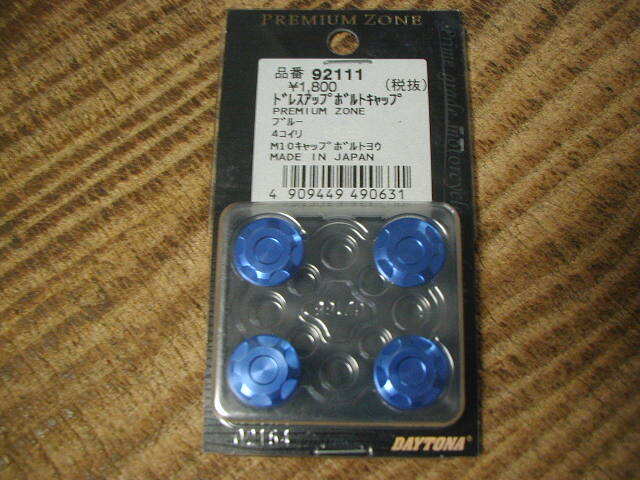 PREMIUM ZONE
品番 92111
¥1,800 (税抜)
ﾄﾞﾚｽｱｯﾌﾟﾎﾞﾙﾄｷｬｯﾌﾟ
PREMIUM ZONE
ﾌﾞﾙｰ
4ｺｲﾘ
M10ｷｬｯﾌﾟﾎﾞﾙﾄﾖｳ
MADE IN JAPAN
4 909449 490631
DAYTONA